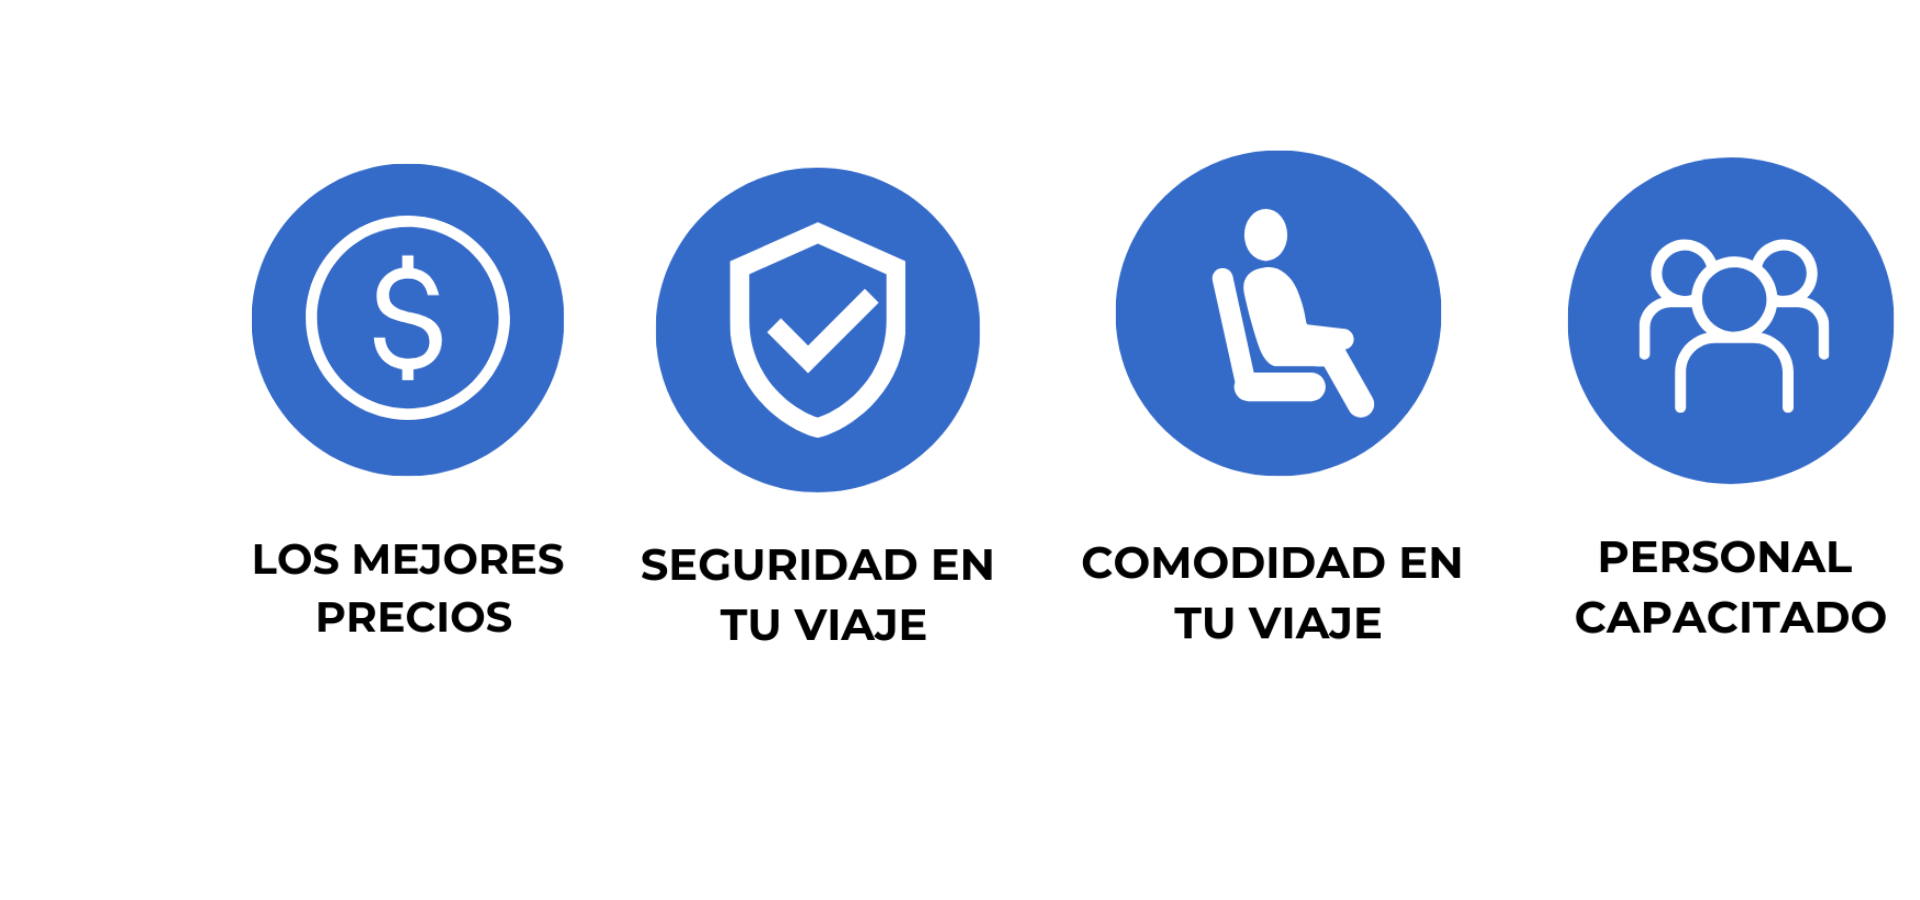 $
LOS MEJORES
PRECIOS
SEGURIDAD EN
TU VIAJE
COMODIDAD EN
TU VIAJE
PERSONAL
CAPACITADO